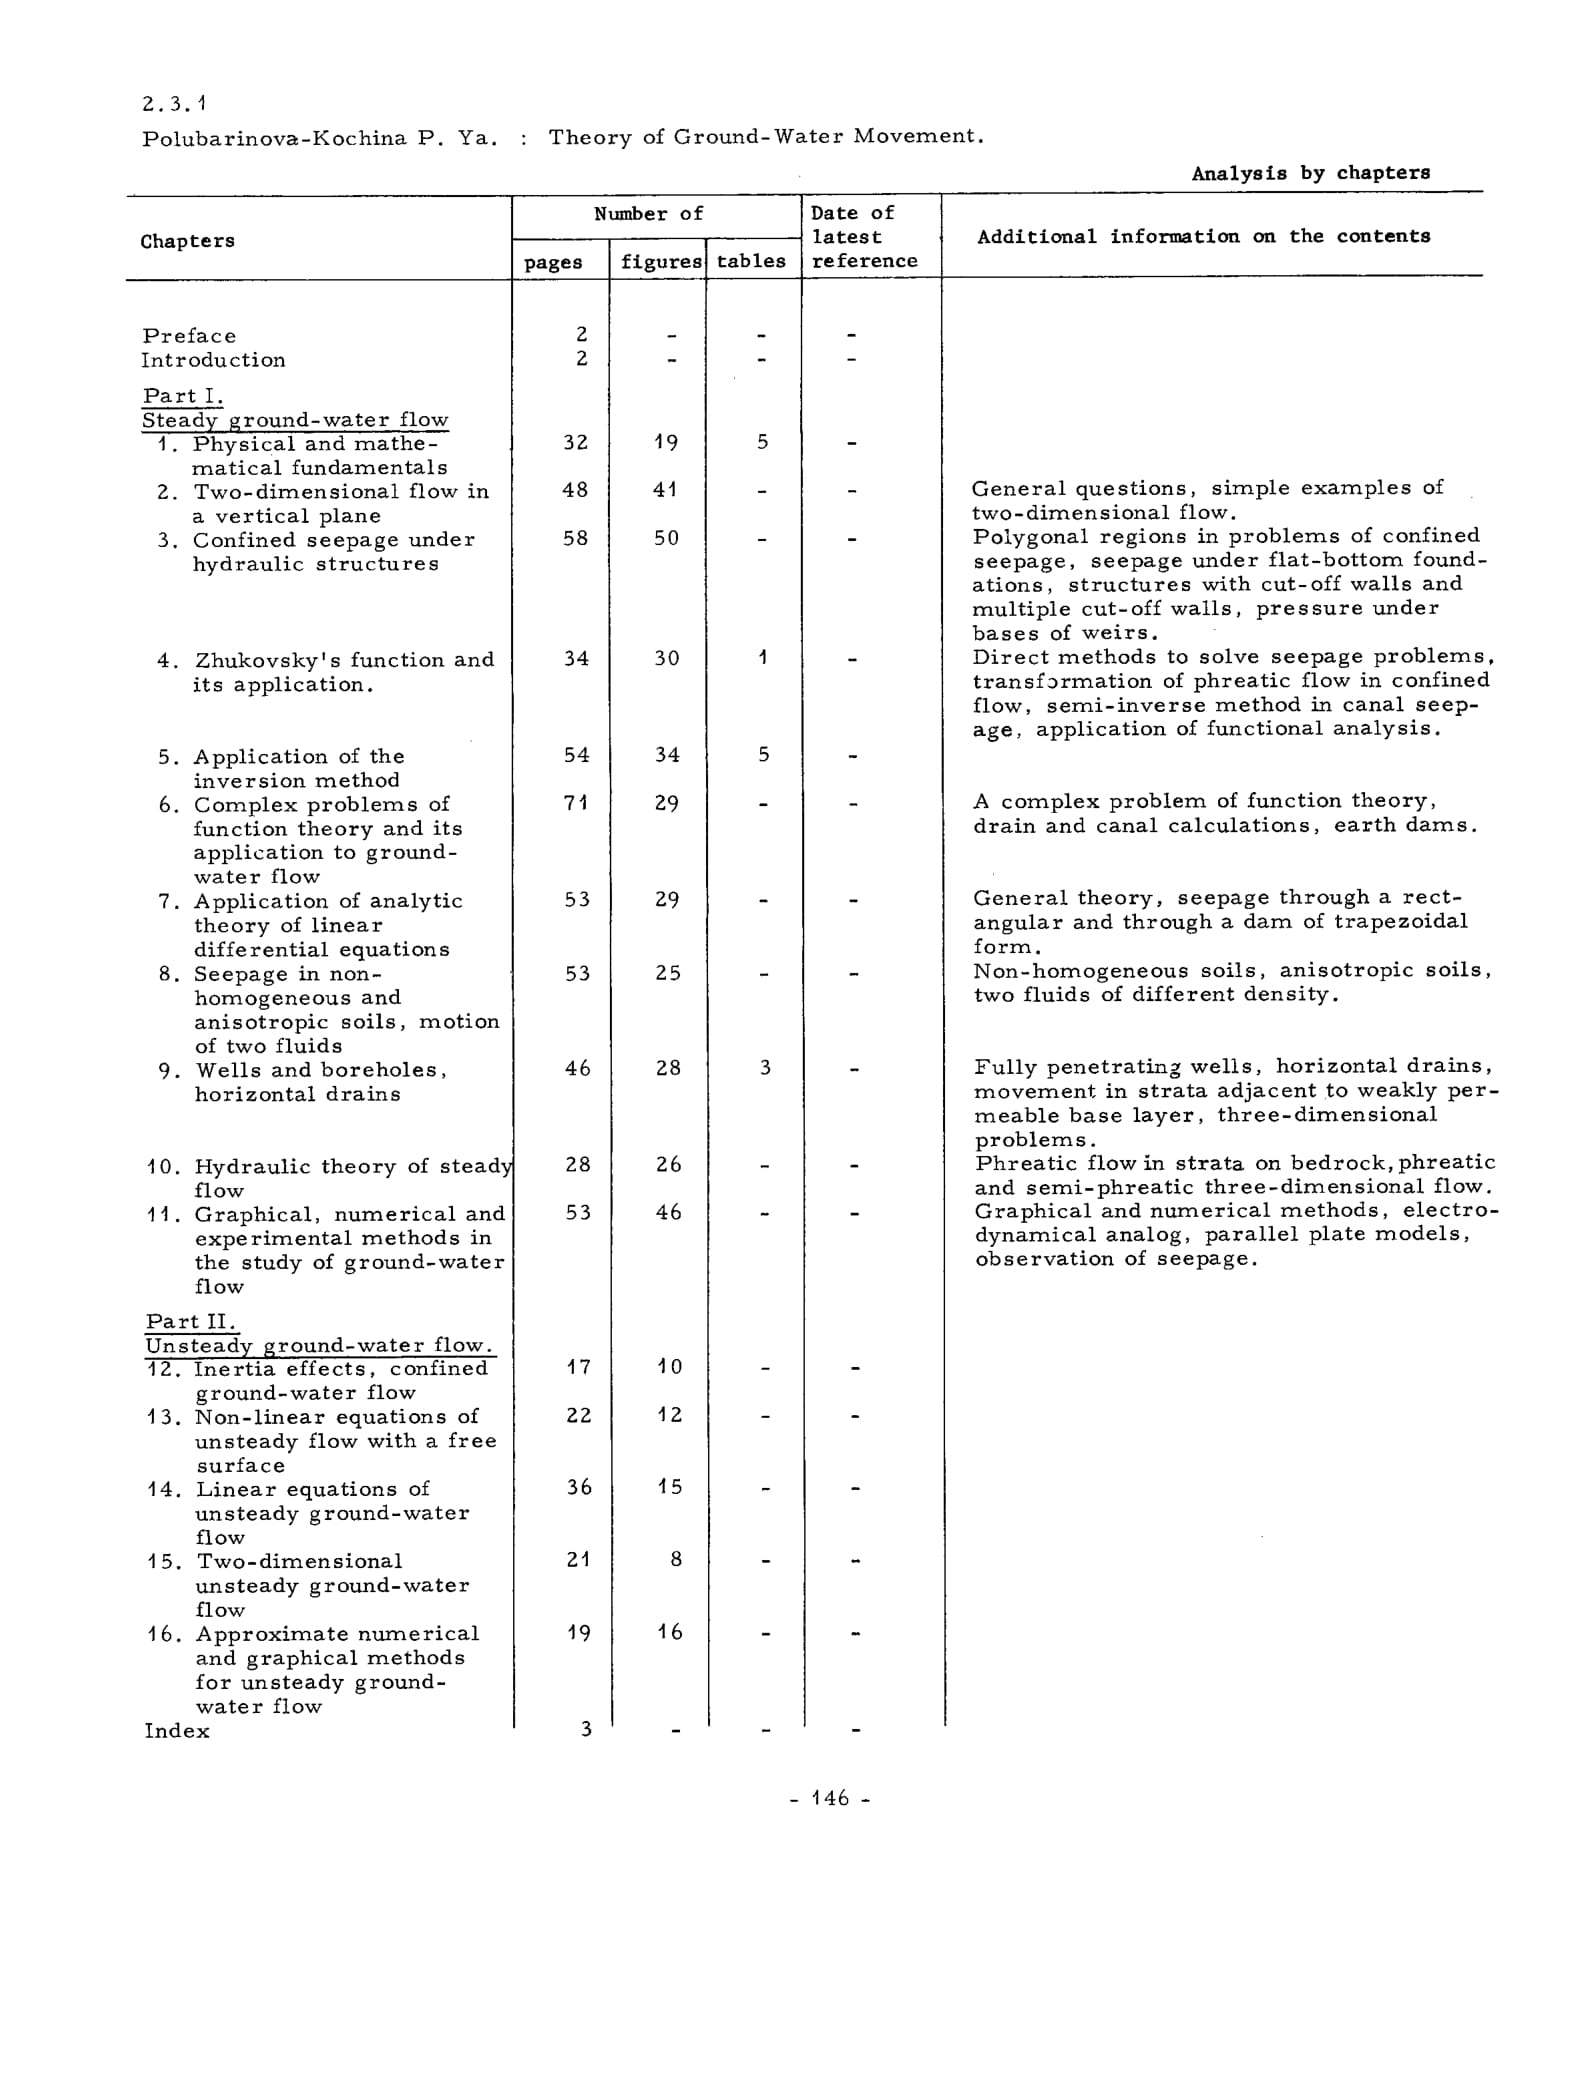 2.3.1
Polubarinova-Kochina P. Ya. : Theory of Ground-Water Movement.
Analysis by chapters
Chapters
Number of
pages figures tables
Date of
latest
reference
Additional information on the contents
Preface 2 - - -
Introduction 2 - - -
Part I.
Steady ground-water flow
1. Physical and mathe- 32 19 5 -
matical fundamentals
2. Two-dimensional flow in 48 41 - - General questions, simple examples of
a vertical plane two-dimensional flow.
3. Confined seepage under 58 50 - - Polygonal regions in problems of confined
hydraulic structures seepage, seepage under flat-bottom found-
ations, structures with cut-off walls and
multiple cut-off walls, pressure under
bases of weirs.
4. Zhukovsky's function and 34 30 1 - Direct methods to solve seepage problems,
its application. transformation of phreatic flow in confined
flow, semi-inverse method in canal seep-
age, application of functional analysis.
5. Application of the 54 34 5 -
inversion method
6. Complex problems of 71 29 - - A complex problem of function theory,
function theory and its drain and canal calculations, earth dams.
application to ground-
water flow
7. Application of analytic 53 29 - - General theory, seepage through a rect-
theory of linear angular and through a dam of trapezoidal
differential equations form.
8. Seepage in non- 53 25 - - Non-homogeneous soils, anisotropic soils,
homogeneous and two fluids of different density.
anisotropic soils, motion
of two fluids
9. Wells and boreholes, 46 28 3 - Fully penetrating wells, horizontal drains,
horizontal drains movement in strata adjacent to weakly per-
meable base layer, three-dimensional
problems.
10. Hydraulic theory of steady 28 26 - - Phreatic flow in strata on bedrock, phreatic
flow and semi-phreatic three-dimensional flow.
11. Graphical, numerical and 53 46 - - Graphical and numerical methods, electro-
experimental methods in dynamical analog, parallel plate models,
the study of ground-water observation of seepage.
flow
Part II.
Unsteady ground-water flow.
12. Inertia effects, confined 17 10 - -
ground-water flow
13. Non-linear equations of 22 12 - -
unsteady flow with a free
surface
14. Linear equations of 36 15 - -
unsteady ground-water
flow
15. Two-dimensional 21 8 - -
unsteady ground-water
flow
16. Approximate numerical 19 16 - -
and graphical methods
for unsteady ground-
water flow
Index 3 - - -
- 146 -